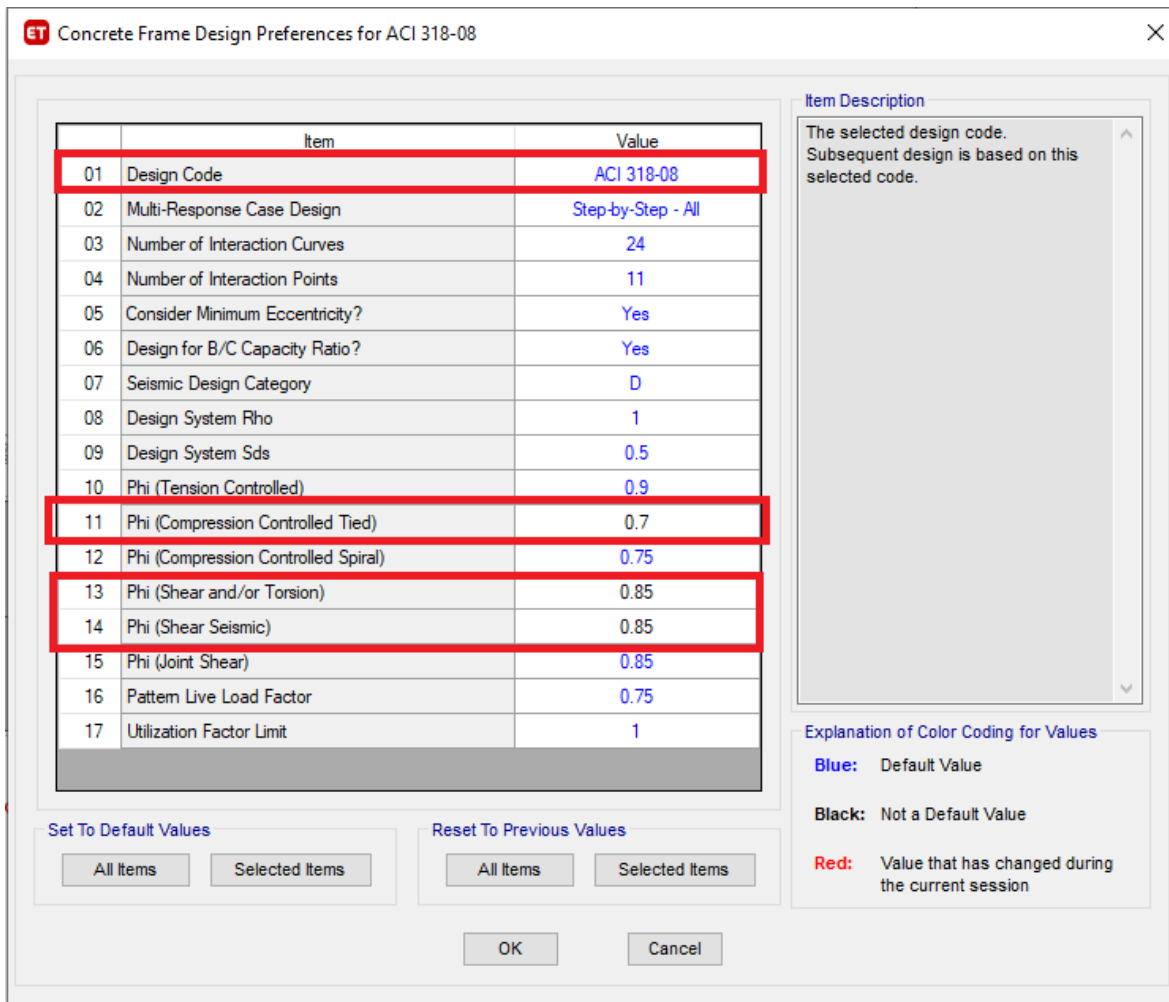 ET Concrete Frame Design Preferences for ACI 318-08
Item Value
01 Design Code ACI 318-08
02 Multi-Response Case Design Step-by-Step - All
03 Number of Interaction Curves 24
04 Number of Interaction Points 11
05 Consider Minimum Eccentricity? Yes
06 Design for B/C Capacity Ratio? Yes
07 Seismic Design Category D
08 Design System Rho 1
09 Design System Sds 0.5
10 Phi (Tension Controlled) 0.9
11 Phi (Compression Controlled Tied) 0.7
12 Phi (Compression Controlled Spiral) 0.75
13 Phi (Shear and/or Torsion) 0.85
14 Phi (Shear Seismic) 0.85
15 Phi (Joint Shear) 0.85
16 Pattern Live Load Factor 0.75
17 Utilization Factor Limit 1
Item Description
The selected design code.
Subsequent design is based on this
selected code.
Explanation of Color Coding for Values
Blue: Default Value
Black: Not a Default Value
Red: Value that has changed during
the current session
Set To Default Values
All Items Selected Items
Reset To Previous Values
All Items Selected Items
OK Cancel